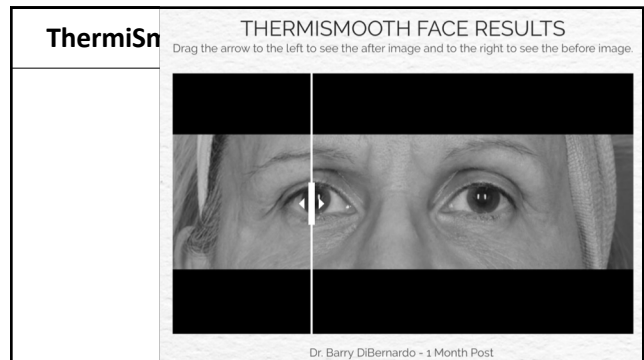 THERMISMOOTH FACE RESULTS
Drag the arrow to the left to see the after image and to the right to see the before image.
Dr. Barry DiBernardo - 1 Month Post